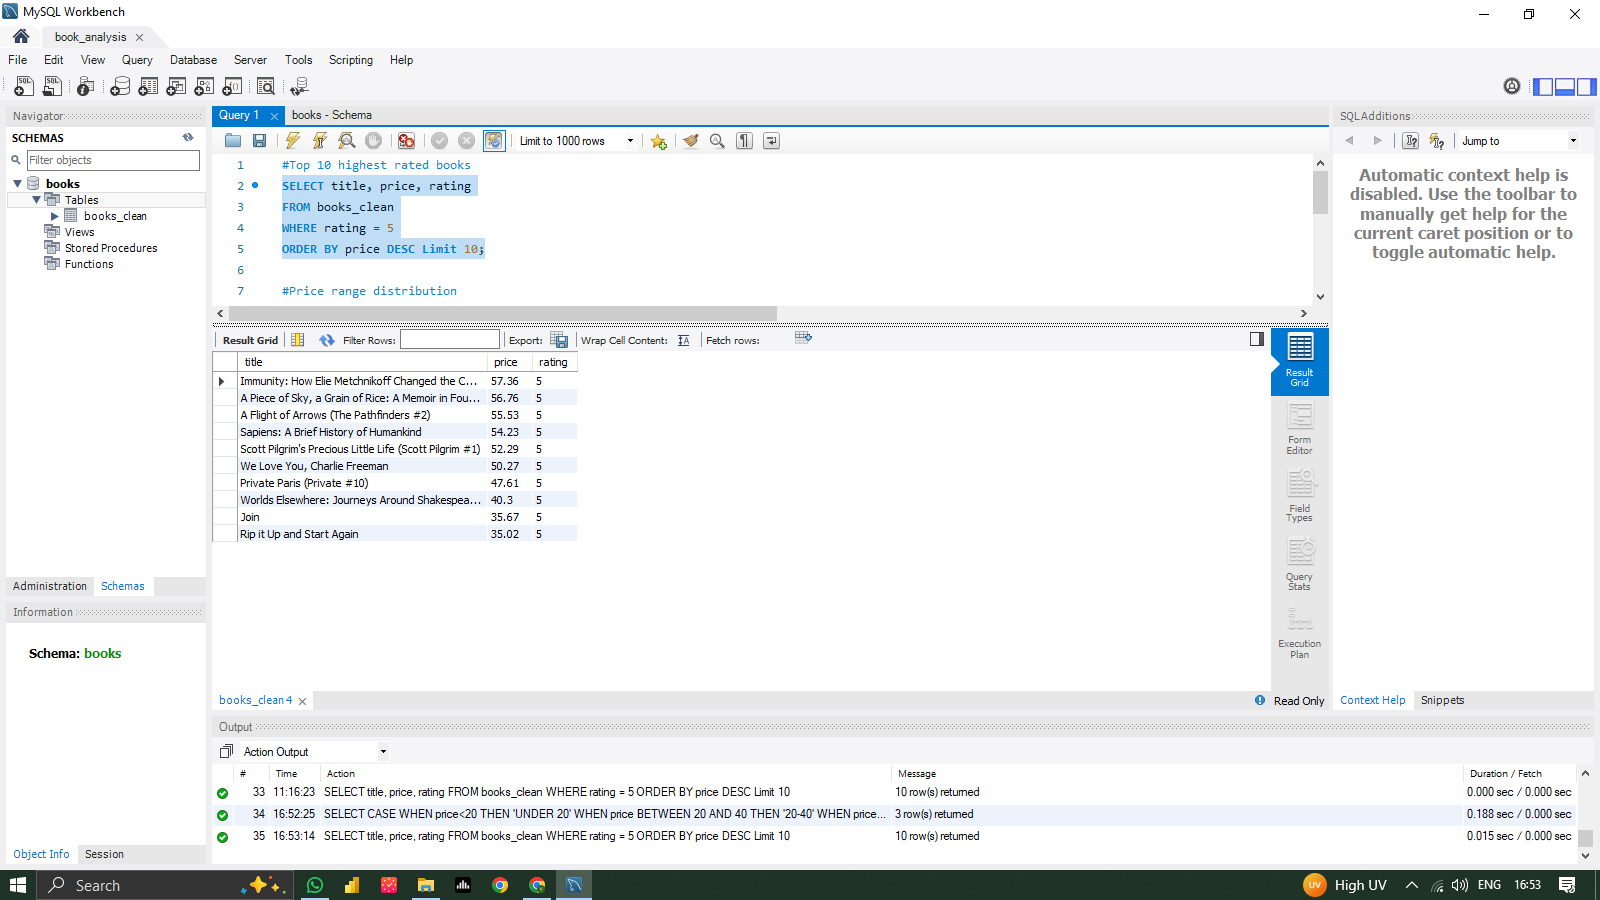 MySQL Workbench
book_analysis
File Edit View Query Database Server Tools Scripting Help
Navigator
SCHEMAS
Filter objects
books
Tables
books_clean
Views
Stored Procedures
Functions
Administration Schemas
Information
Schema: books
Object Info Session
Query 1 books - Schema
Limit to 1000 rows
1 #Top 10 highest rated books
2 SELECT title, price, rating
3 FROM books_clean
4 WHERE rating = 5
5 ORDER BY price DESC Limit 10;
6
7 #Price range distribution
Result Grid Filter Rows: Export: Wrap Cell Content: Fetch rows:
title price rating
Immunity: How Elie Metchnikoff Changed the C... 57.36 5
A Piece of Sky, a Grain of Rice: A Memoir in Fou... 56.76 5
A Flight of Arrows (The Pathfinders #2) 55.53 5
Sapiens: A Brief History of Humankind 54.23 5
Scott Pilgrim's Precious Little Life (Scott Pilgrim #1) 52.29 5
We Love You, Charlie Freeman 50.27 5
Private Paris (Private #10) 47.61 5
Worlds Elsewhere: Journeys Around Shakespea... 40.3 5
Join 35.67 5
Rip it Up and Start Again 35.02 5
Result
Grid
Form
Editor
Field
Types
Query
Stats
Execution
Plan
books_clean 4
Read Only
SQLAdditions
Jump to
Automatic context help is
disabled. Use the toolbar to
manually get help for the
current caret position or to
toggle automatic help.
Context Help Snippets
Output
Action Output
# Time Action Message Duration / Fetch
33 11:16:23 SELECT title, price, rating FROM books_clean WHERE rating = 5 ORDER BY price DESC Limit 10 10 row(s) returned 0.000 sec / 0.000 sec
34 16:52:25 SELECT CASE WHEN price<20 THEN 'UNDER 20' WHEN price BETWEEN 20 AND 40 THEN '20-40' WHEN price... 3 row(s) returned 0.188 sec / 0.000 sec
35 16:53:14 SELECT title, price, rating FROM books_clean WHERE rating = 5 ORDER BY price DESC Limit 10 10 row(s) returned 0.015 sec / 0.000 sec
Search
UV High UV ENG 16:53